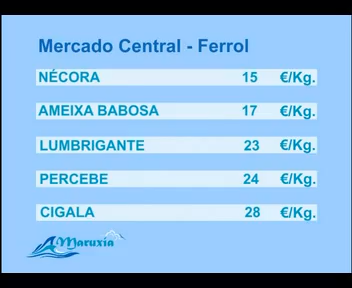 Mercado Central - Ferrol
NÉCORA 15 €/Kg.
AMEIXA BABOSA 17 €/Kg.
LUMBRIGANTE 23 €/Kg.
PERCEBE 24 €/Kg.
CIGALA 28 €/Kg.
A Maruxia